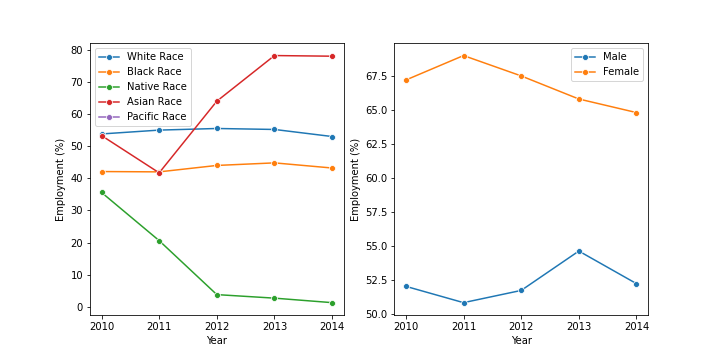 White Race
Black Race
Native Race
Asian Race
Pacific Race
80
70
60
50
40
30
20
10
0
Employment (%)
2010 2011 2012 2013 2014
Year
Male
Female
67.5
65.0
62.5
60.0
57.5
55.0
52.5
50.0
Employment (%)
2010 2011 2012 2013 2014
Year